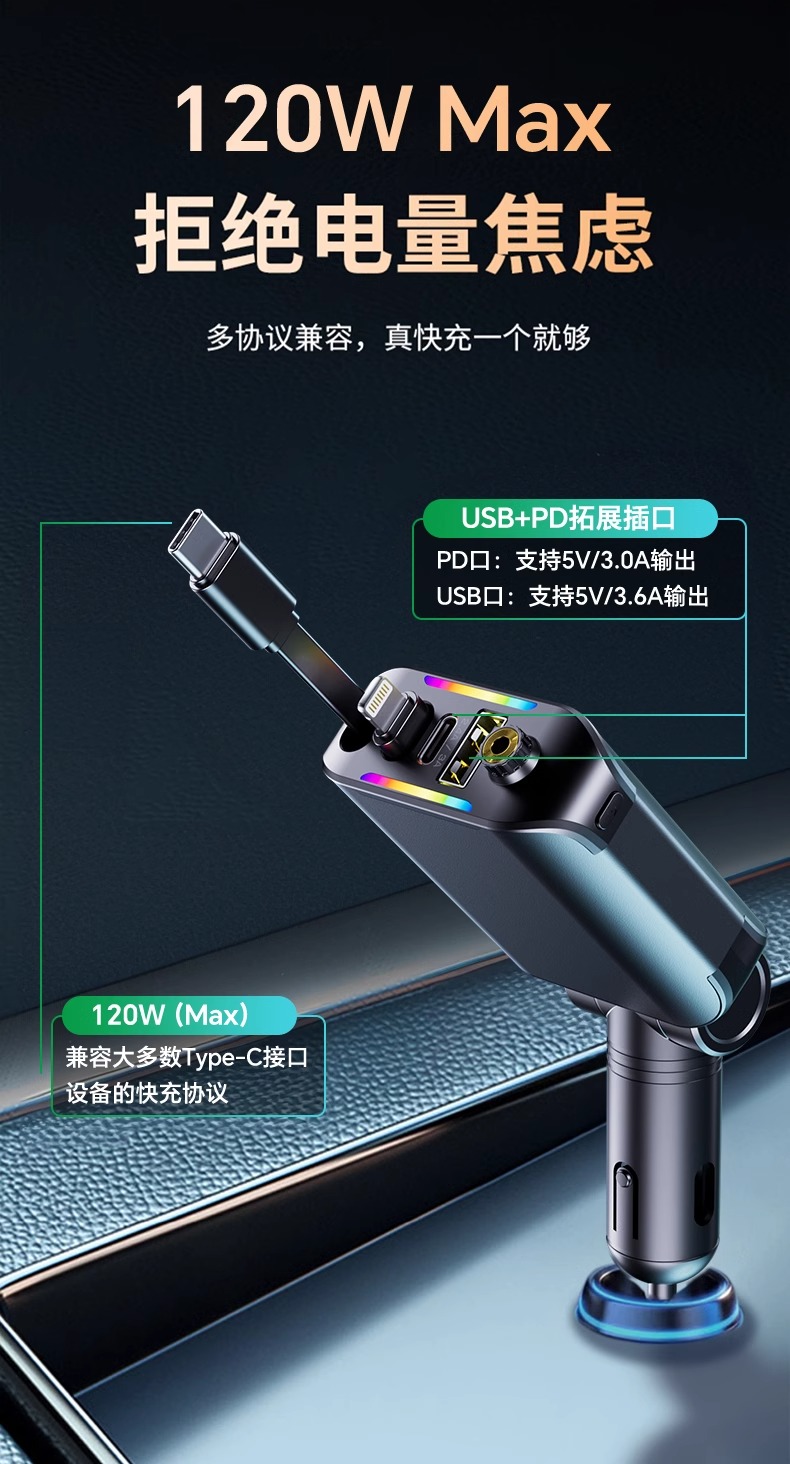 120W Max
拒绝电量焦虑
多协议兼容，真快充一个就够
USB+PD拓展插口
PD口：支持5V/3.0A输出
USB口：支持5V/3.6A输出
3A
120W (Max)
兼容大多数Type-C接口
设备的快充协议